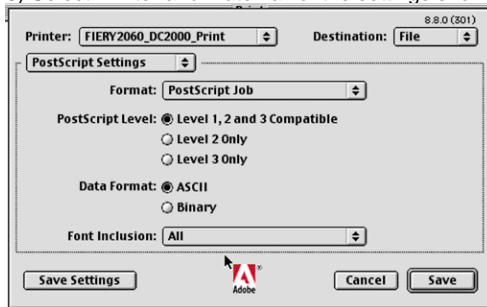 8.8.0 (301)
Printer: FIERY2060_DC2000_Print Destination: File
PostScript Settings
Format: PostScript Job
PostScript Level: Level 1, 2 and 3 Compatible
Level 2 Only
Level 3 Only
Data Format: ASCII
Binary
Font Inclusion: All
Save Settings Adobe® Cancel Save